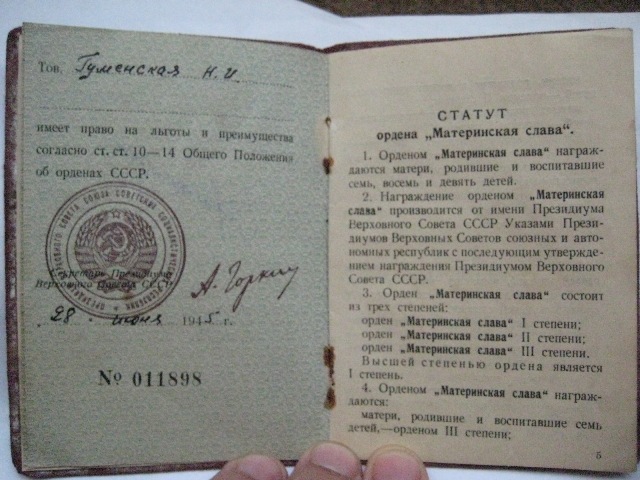 Тов. Гуменская Н. И.
имеет право на льготы и преимущества
согласно ст. ст. 10—14 Общего Положения
об орденах СССР.
Секретарь Президиума
Верховного Совета СССР
А. Горкин
28 июня 1945 г.
№ 011898
СТАТУТ
ордена „Материнская слава“.
1. Орденом „Материнская слава“ награж-
даются матери, родившие и воспитавшие
семь, восемь и девять детей.
2. Награждение орденом „Материнская
слава“ производится от имени Президиума
Верховного Совета СССР Указами Прези-
диумов Верховных Советов союзных и авто-
номных республик с последующим утверждением
награждения Президиумом Верховного
Совета СССР.
3. Орден „Материнская слава“ состоит
из трех степеней:
орден „Материнская слава“ I степени;
орден „Материнская слава“ II степени;
орден „Материнская слава“ III степени.
Высшей степенью ордена является
I степень.
4. Орденом „Материнская слава“ награж-
даются:
матери, родившие и воспитавшие семь
детей,—орденом III степени;
5